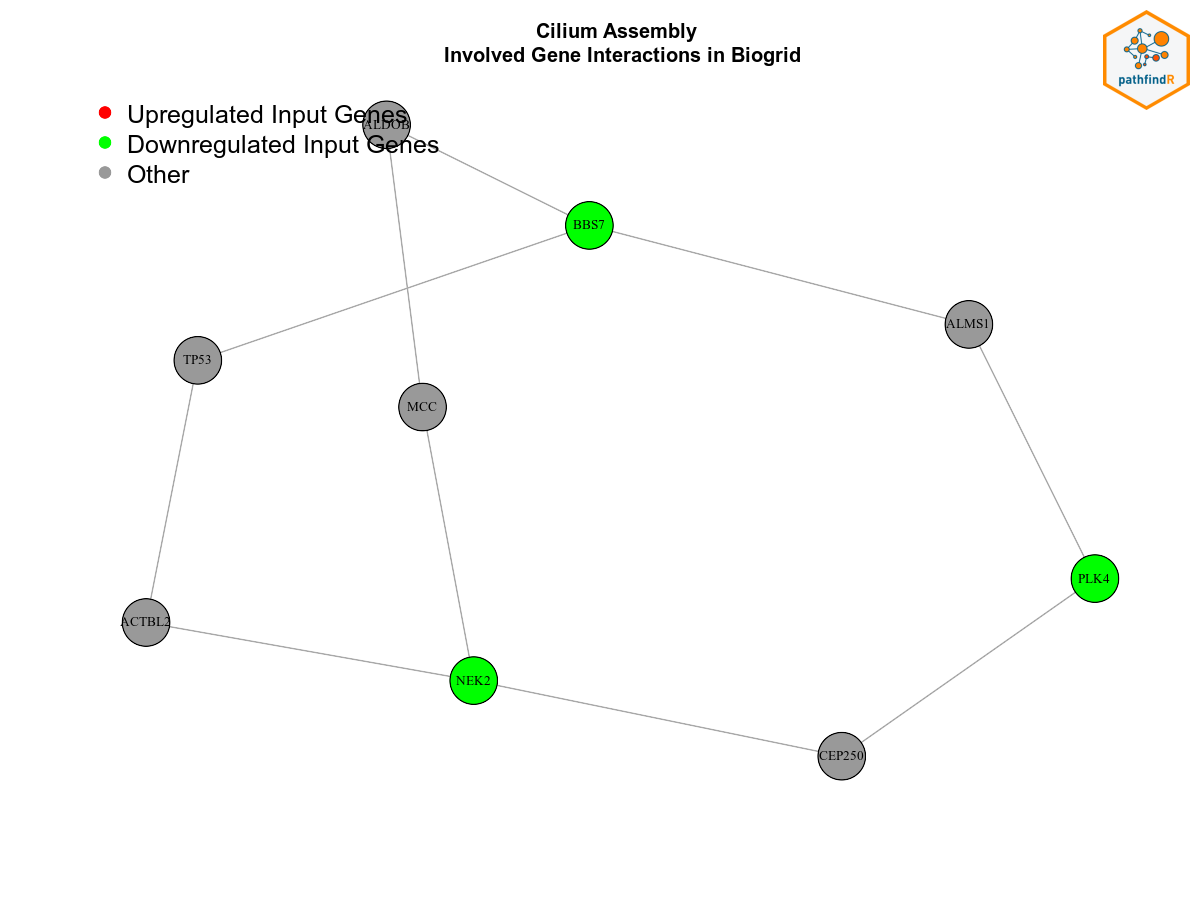 Cilium Assembly
Involved Gene Interactions in Biogrid
pathfindR
Upregulated Input Genes
ALDOB
Downregulated Input Genes
Other
BBS7
ALMS1
TP53
MCC
PLK4
ACTBL2
NEK2
CEP250